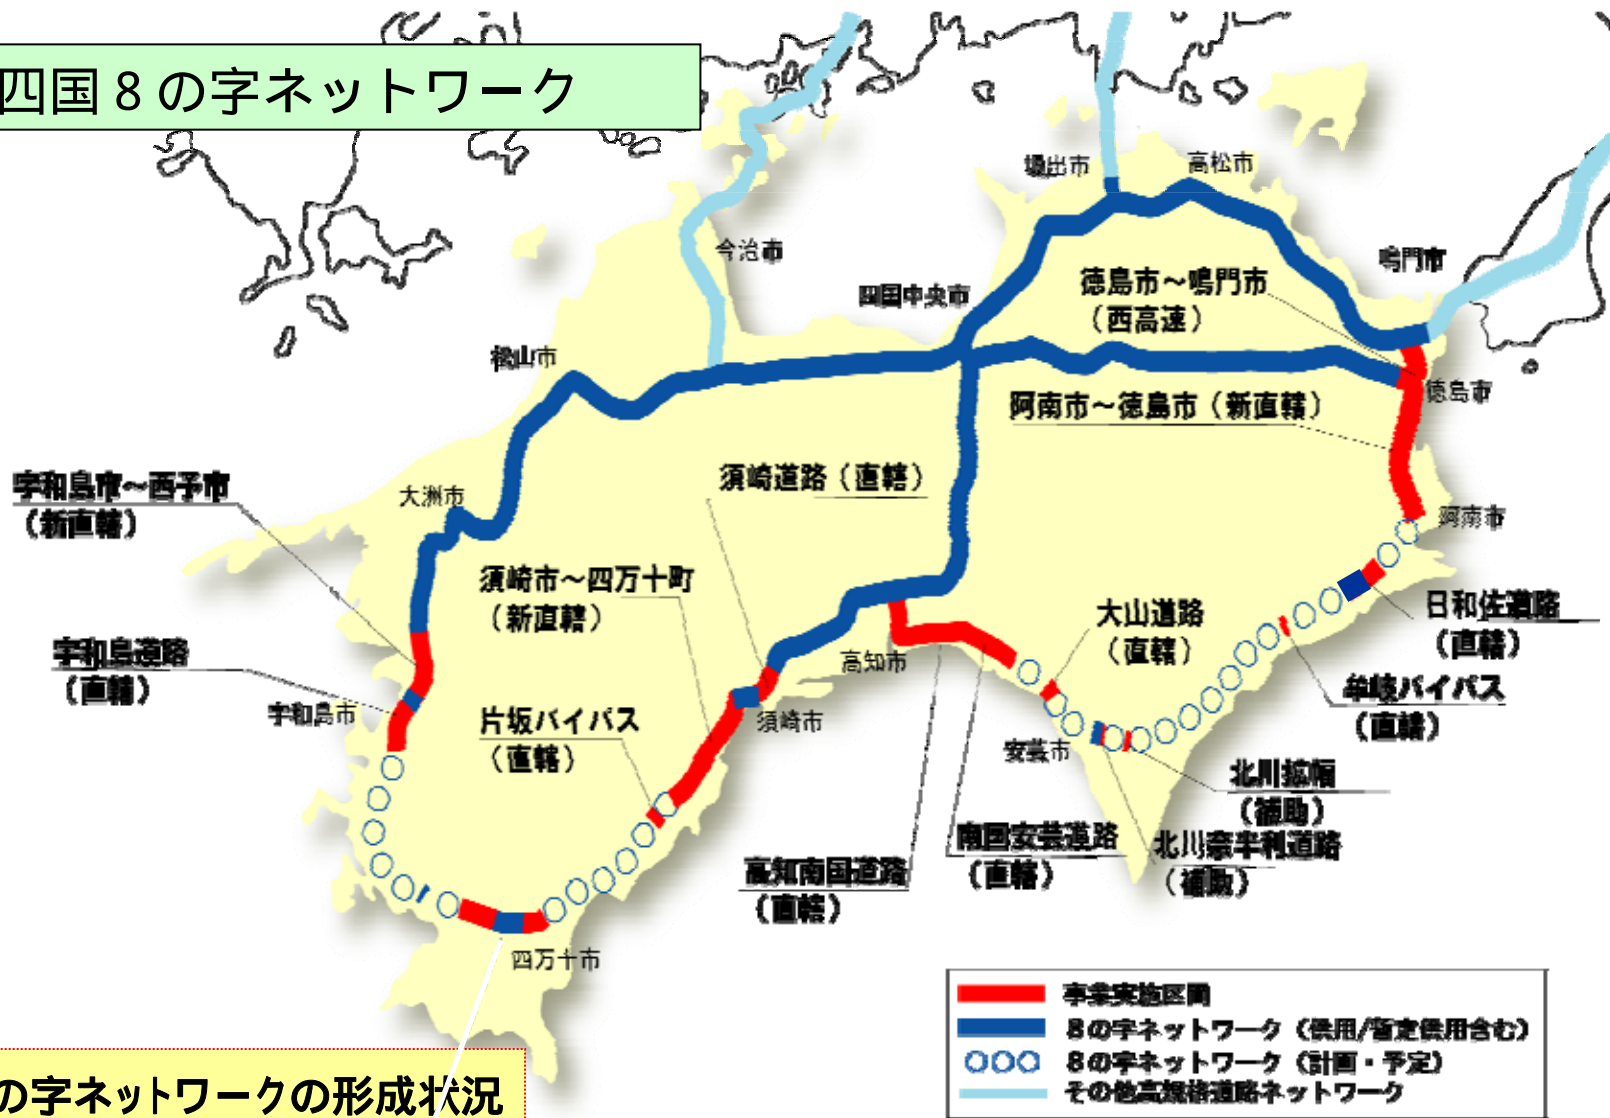 四国８の字ネットワーク
坂出市
高松市
鳴門市
今治市
四国中央市
徳島市～鳴門市
（西高速）
松山市
徳島市
阿南市～徳島市（新直轄）
宇和島市～西予市
（新直轄）
大洲市
須崎道路（直轄）
阿南市
須崎市～四万十町
（新直轄）
大山道路
（直轄）
日和佐道路
（直轄）
宇和島道路
（直轄）
高知市
宇和島市
片坂バイパス
（直轄）
須崎市
牟岐バイパス
（直轄）
安芸市
北川拡幅
（補助）
南国安芸道路
（直轄）
北川奈半利道路
（補助）
高知南国道路
（直轄）
四万十市
事業実施区間
８の字ネットワーク（供用/暫定供用含む）
８の字ネットワーク（計画・予定）
その他高規格道路ネットワーク
の字ネットワークの形成状況